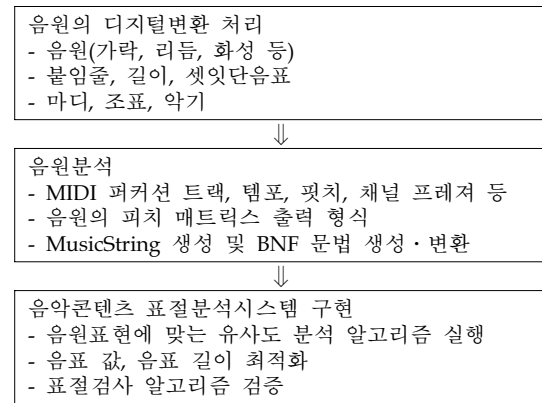 음원의 디지털변환 처리
- 음원(가락, 리듬, 화성 등)
- 붙임줄, 길이, 셋잇단음표
- 마디, 조표, 악기
⇓
음원분석
- MIDI 퍼커션 트랙, 템포, 핏치, 채널 프레져 등
- 음원의 피치 매트릭스 출력 형식
- MusicString 생성 및 BNF 문법 생성・변환
⇓
음악콘텐츠 표절분석시스템 구현
- 음원표현에 맞는 유사도 분석 알고리즘 실행
- 음표 값, 음표 길이 최적화
- 표절검사 알고리즘 검증